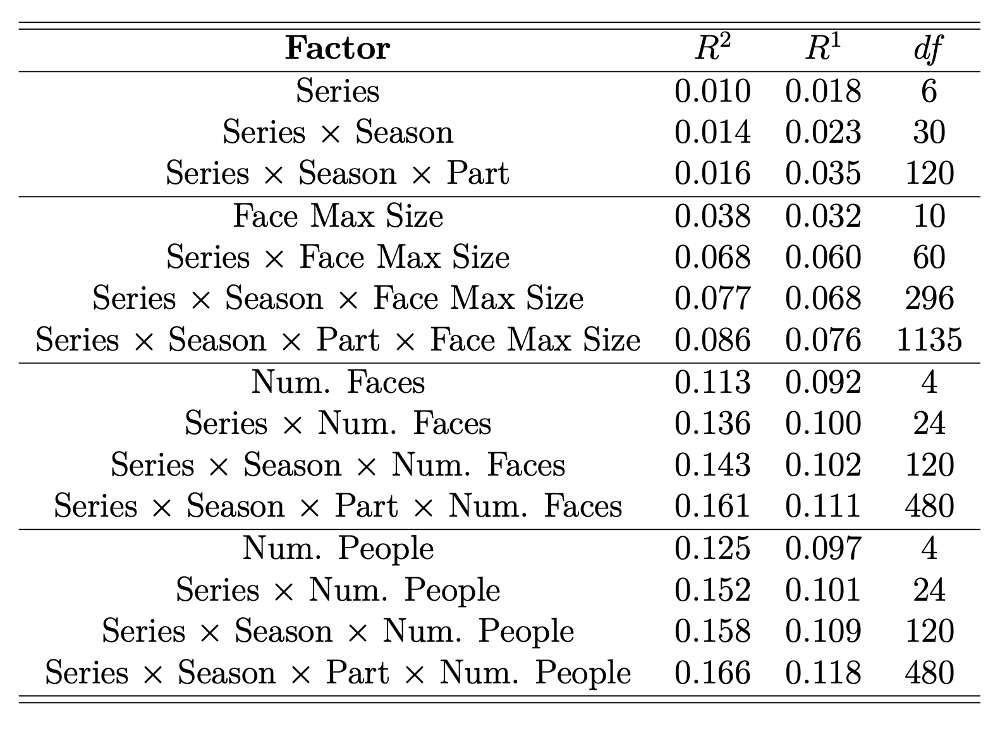 Factor R² R¹ df
Series 0.010 0.018 6
Series × Season 0.014 0.023 30
Series × Season × Part 0.016 0.035 120
Face Max Size 0.038 0.032 10
Series × Face Max Size 0.068 0.060 60
Series × Season × Face Max Size 0.077 0.068 296
Series × Season × Part × Face Max Size 0.086 0.076 1135
Num. Faces 0.113 0.092 4
Series × Num. Faces 0.136 0.100 24
Series × Season × Num. Faces 0.143 0.102 120
Series × Season × Part × Num. Faces 0.161 0.111 480
Num. People 0.125 0.097 4
Series × Num. People 0.152 0.101 24
Series × Season × Num. People 0.158 0.109 120
Series × Season × Part × Num. People 0.166 0.118 480